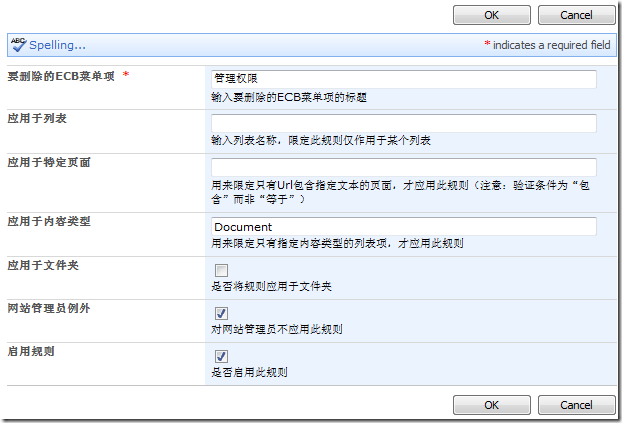 OK Cancel
ABC Spelling... * indicates a required field
要删除的ECB菜单项 * 管理权限
输入要删除的ECB菜单项的标题
应用于列表
输入列表名称，限定此规则仅作用于某个列表
应用于特定页面
用来限定只有Url包含指定文本的页面，才应用此规则（注意：验证条件为“包
含”而非“等于”）
应用于内容类型 Document
用来限定只有指定内容类型的列表项，才应用此规则
应用于文件夹
是否将规则应用于文件夹
网站管理员例外
对网站管理员不应用此规则
启用规则
是否启用此规则
OK Cancel